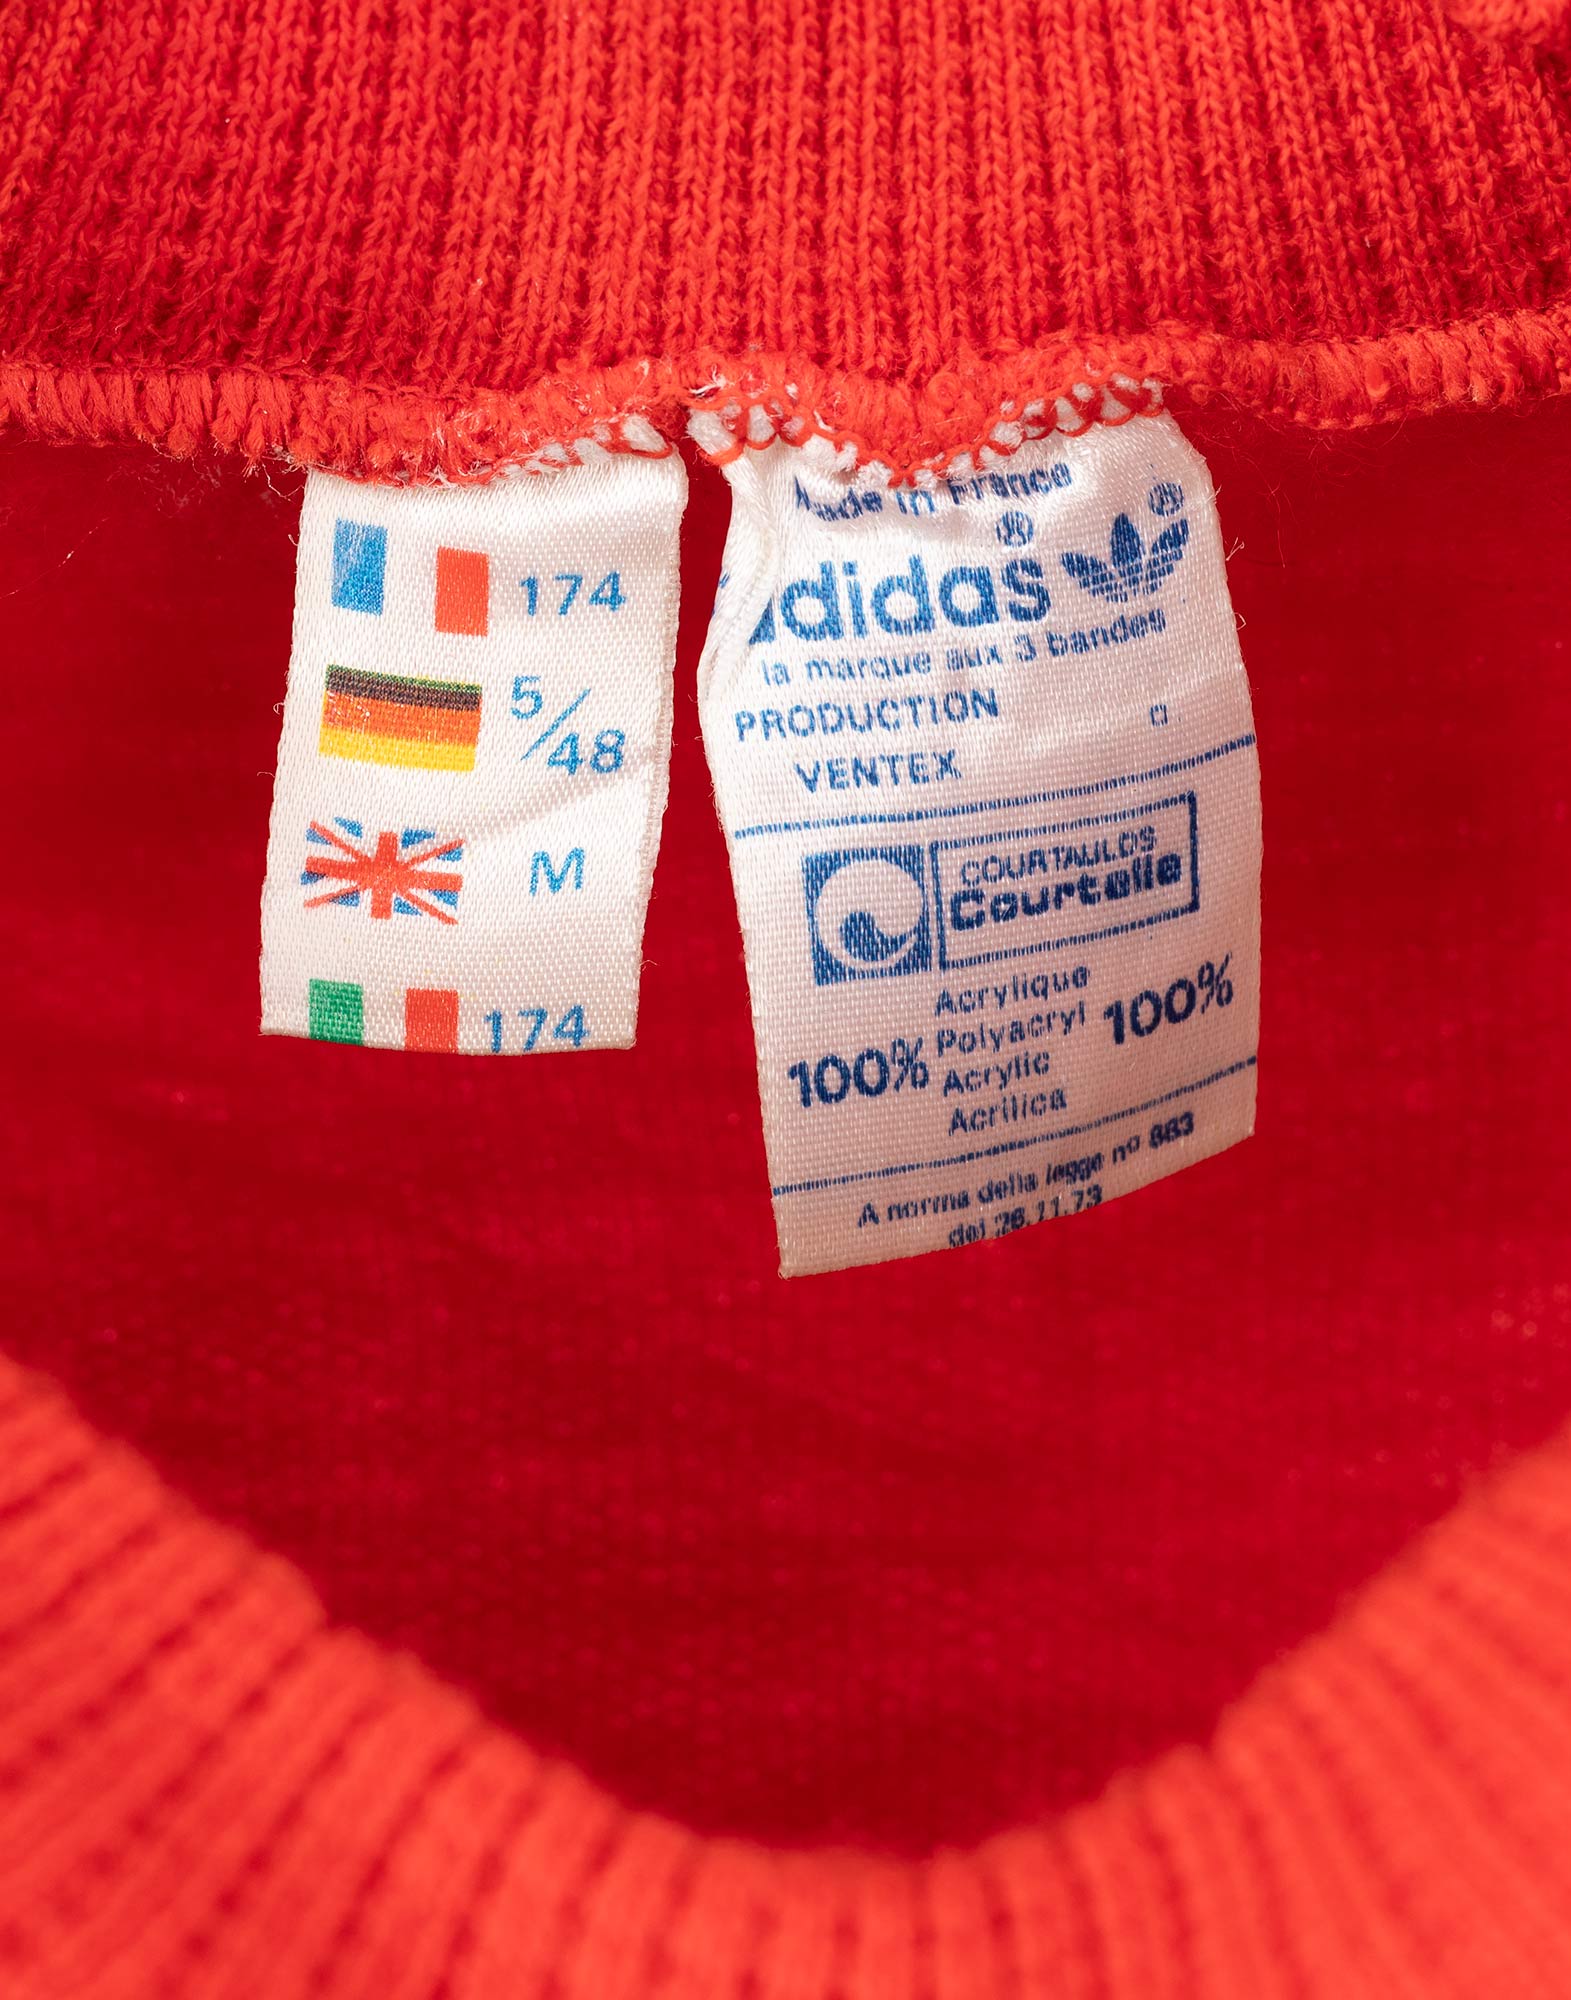 174
5/48
M
174
Made in France
adidas ® ®
la marque aux 3 bandes
PRODUCTION
VENTEX
COURTAULDS
Courtelle
Acrylique
100% Polyacryl 100%
Acrylic
Acrilica
A norma della legge nº 883
del 26.11.73